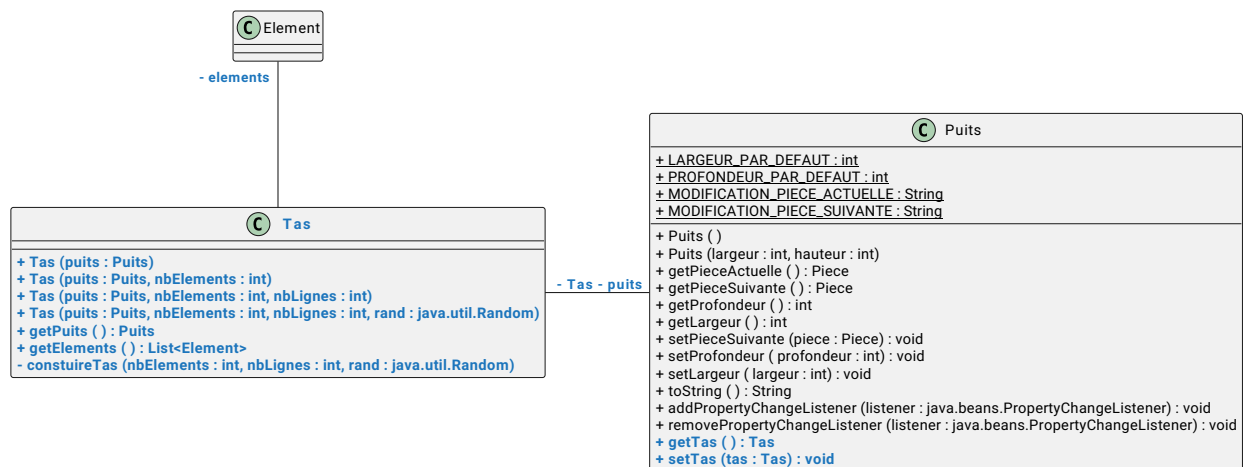 C Element
- elements
C Tas
+ Tas (puits : Puits)
+ Tas (puits : Puits, nbElements : int)
+ Tas (puits : Puits, nbElements : int, nbLignes : int)
+ Tas (puits : Puits, nbElements : int, nbLignes : int, rand : java.util.Random)
+ getPuits ( ) : Puits
+ getElements ( ) : List<Element>
- constuireTas (nbElements : int, nbLignes : int, rand : java.util.Random)
- Tas - puits
C Puits
+ LARGEUR_PAR_DEFAUT : int
+ PROFONDEUR_PAR_DEFAUT : int
+ MODIFICATION_PIECE_ACTUELLE : String
+ MODIFICATION_PIECE_SUIVANTE : String
+ Puits ( )
+ Puits (largeur : int, hauteur : int)
+ getPieceActuelle ( ) : Piece
+ getPieceSuivante ( ) : Piece
+ getProfondeur ( ) : int
+ getLargeur ( ) : int
+ setPieceSuivante (piece : Piece) : void
+ setProfondeur ( profondeur : int) : void
+ setLargeur ( largeur : int) : void
+ toString ( ) : String
+ addPropertyChangeListener (listener : java.beans.PropertyChangeListener) : void
+ removePropertyChangeListener (listener : java.beans.PropertyChangeListener) : void
+ getTas ( ) : Tas
+ setTas (tas : Tas) : void